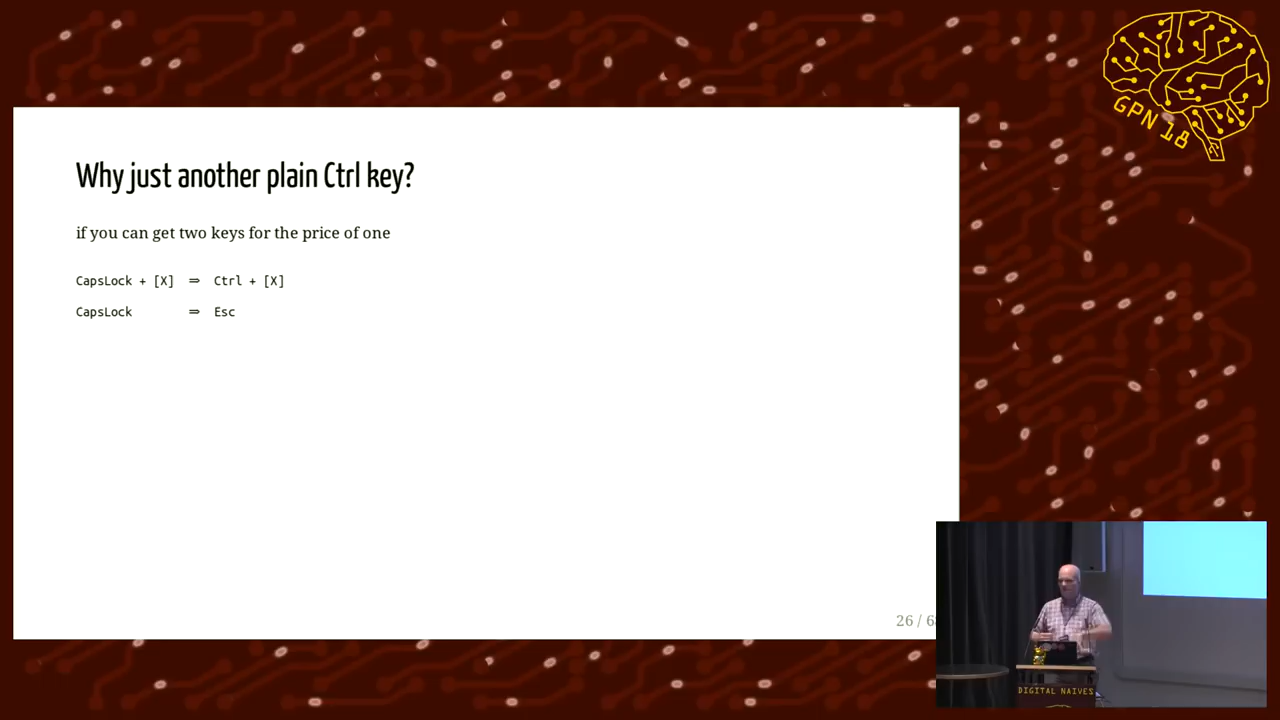 GPN 18
Why just another plain Ctrl key?
if you can get two keys for the price of one
CapsLock + [X] ⇒ Ctrl + [X]
CapsLock ⇒ Esc
26 / 6
DIGITAL NAIVES